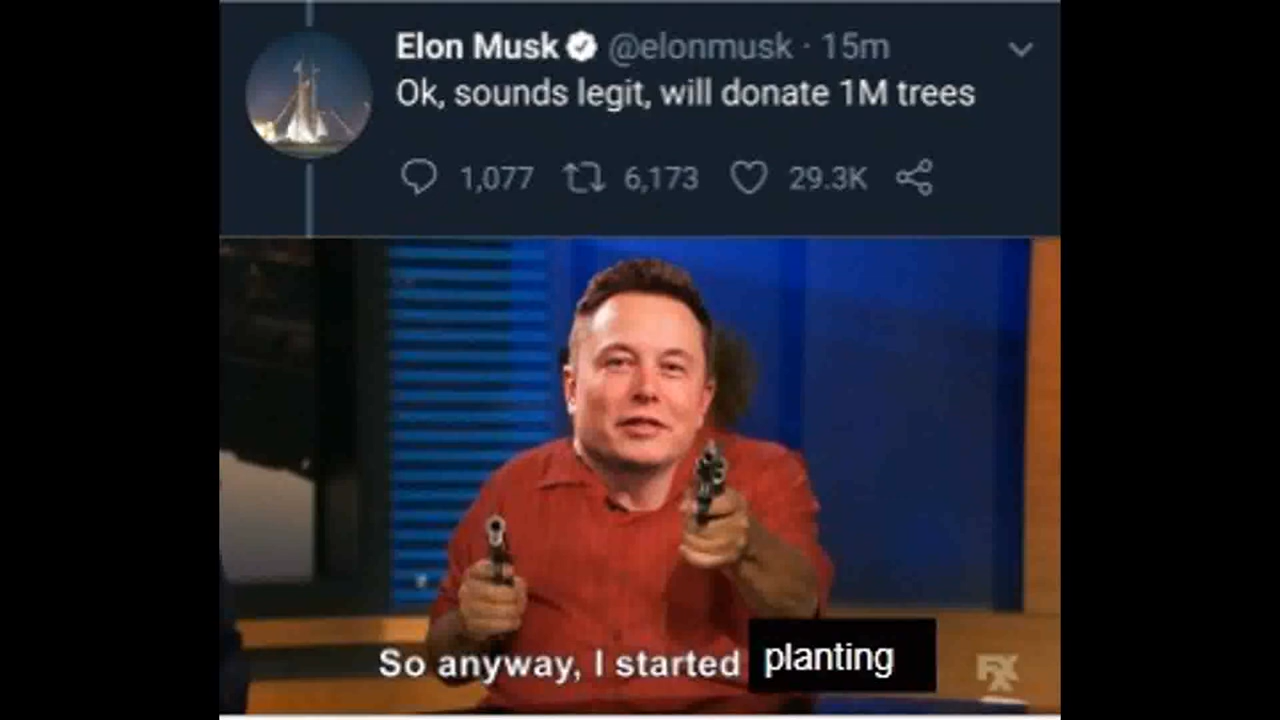 Elon Musk @elonmusk · 15m
Ok, sounds legit, will donate 1M trees
1,077 6,173 29.3K
So anyway, I started planting
FXX